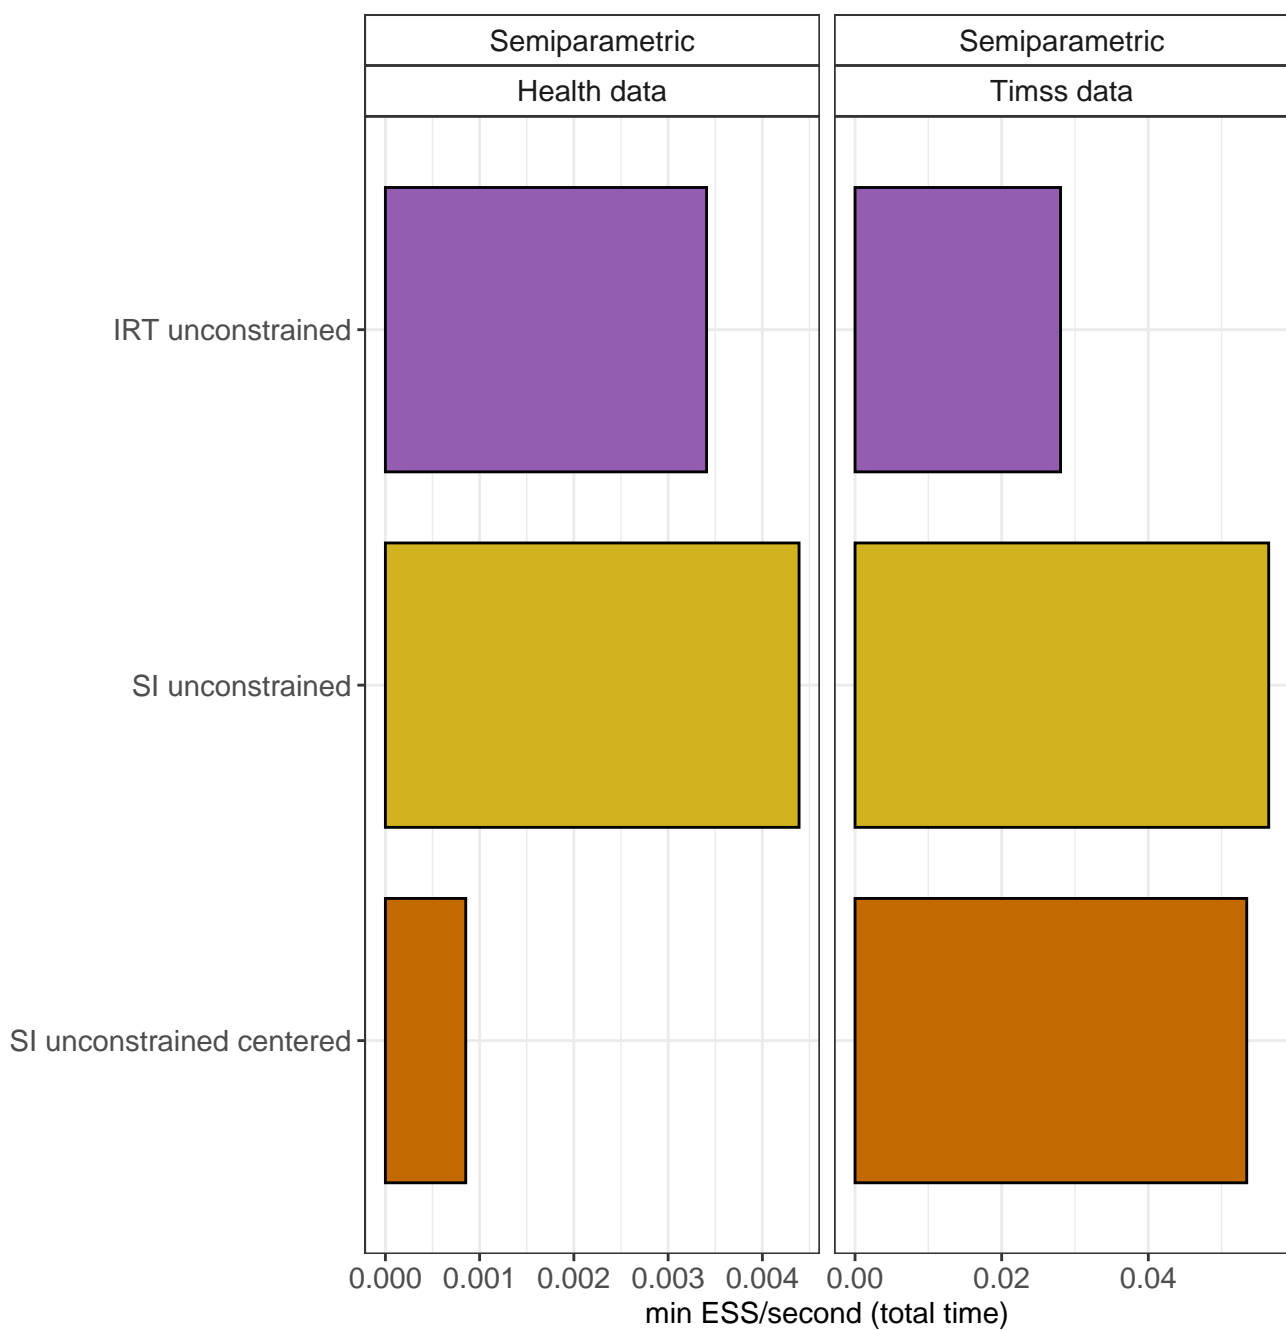 Semiparametric
Semiparametric
Health data
Timss data
IRT unconstrained
SI unconstrained
SI unconstrained centered
0.000 0.001 0.002 0.003 0.004
0.00 0.02 0.04
min ESS/second (total time)